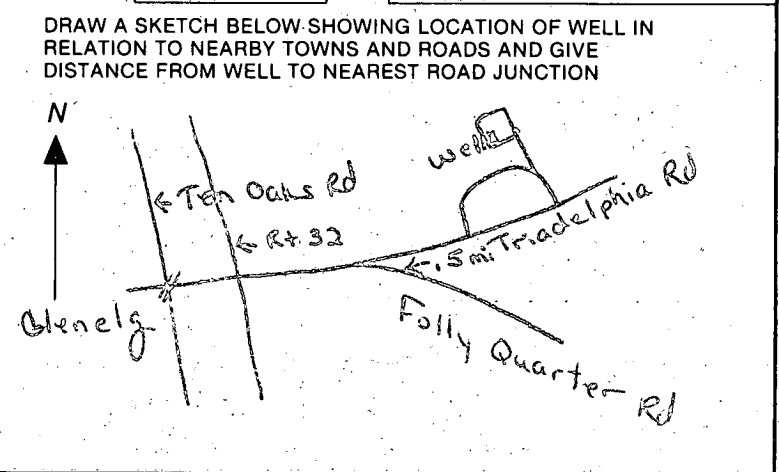 DRAW A SKETCH BELOW SHOWING LOCATION OF WELL IN
RELATION TO NEARBY TOWNS AND ROADS AND GIVE
DISTANCE FROM WELL TO NEAREST ROAD JUNCTION
N
Well
Ten Oaks Rd
Rt 32
.5 mi Triadelphia Rd
Glenelg
Folly Quarter Rd